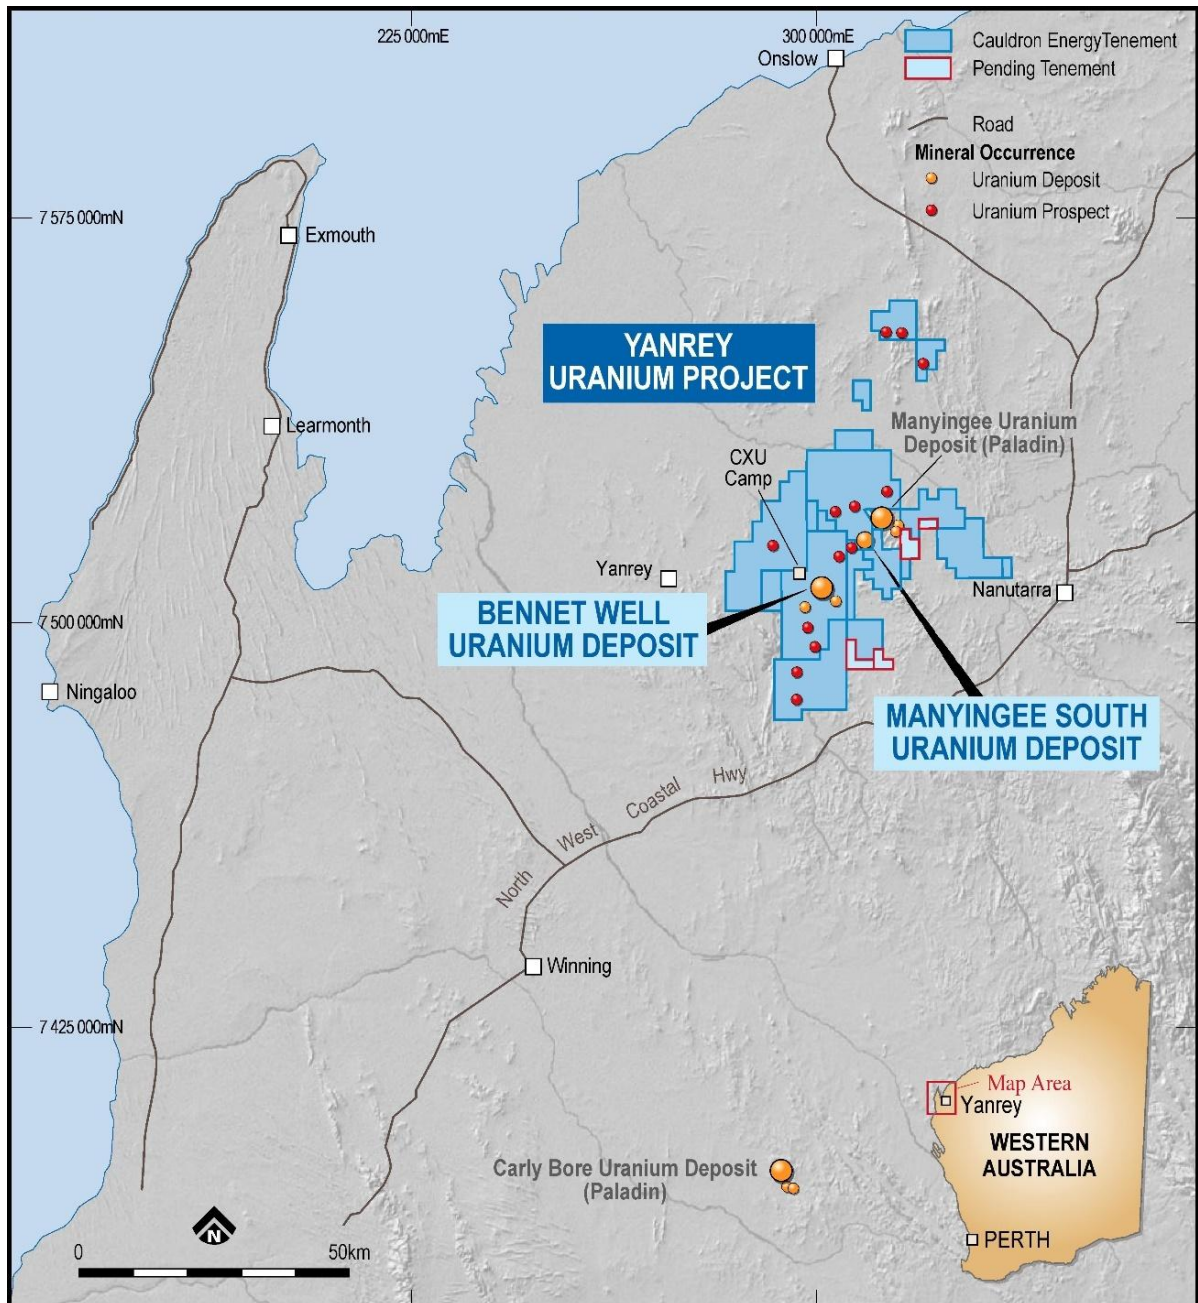 225 000mE
300 000mE
Onslow
Cauldron EnergyTenement
Pending Tenement
Road
Mineral Occurrence
Uranium Deposit
Uranium Prospect
7 575 000mN
Exmouth
YANREY
URANIUM PROJECT
Learmonth
Manyingee Uranium
Deposit (Paladin)
CXU
Camp
Yanrey
Nanutarra
BENNET WELL
URANIUM DEPOSIT
7 500 000mN
Ningaloo
MANYINGEE SOUTH
URANIUM DEPOSIT
North West Coastal Hwy
Winning
7 425 000mN
Map Area
Yanrey
WESTERN
AUSTRALIA
Carly Bore Uranium Deposit
(Paladin)
N
0 50km
PERTH